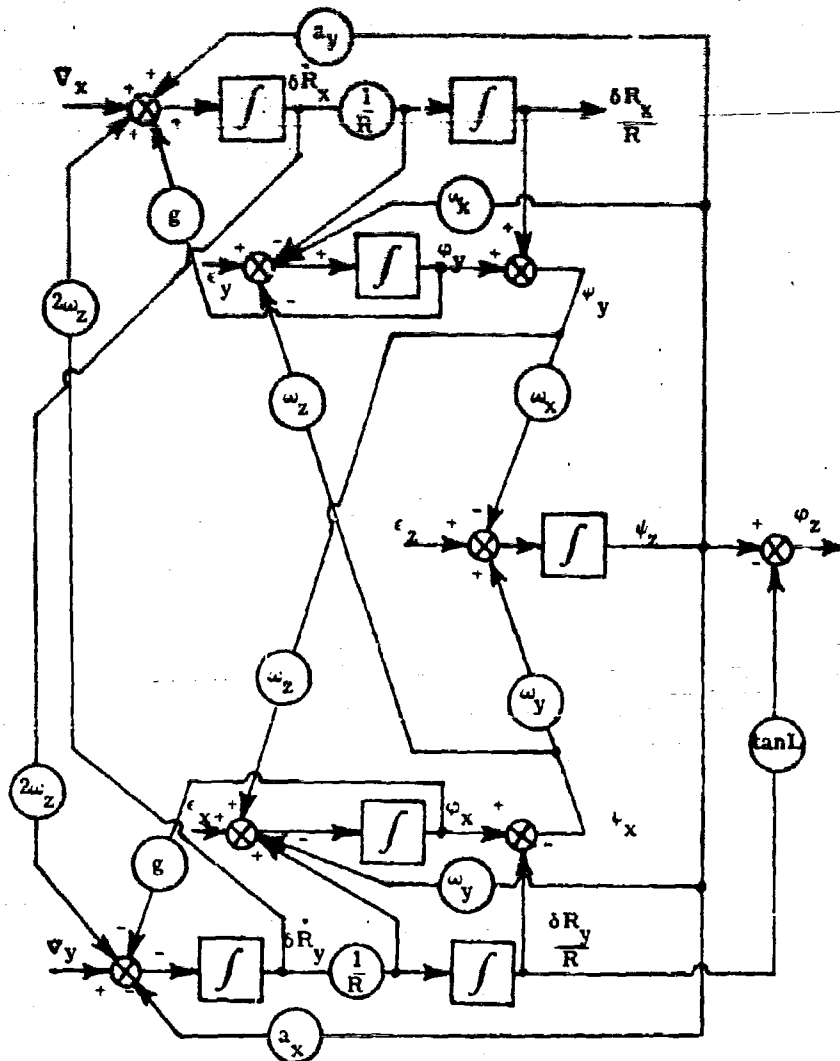 a_y
∇_x + + + + +
∫
δṘ_x
1/R
∫
δR_x/R
g
ω_x
ε_y + - - +
∫
φ_y + +
ψ_y
2ω_z
ω_z
ω_x
ε_z + - +
∫
ψ_z
+ -
φ_z
ω_z
ω_y
tanL
2ω_z
ε_x + + + -
∫
φ_x + -
ψ_x
g
ω_y
∇_y + - - - -
∫
δṘ_y
1/R
∫
δR_y/R
a_x